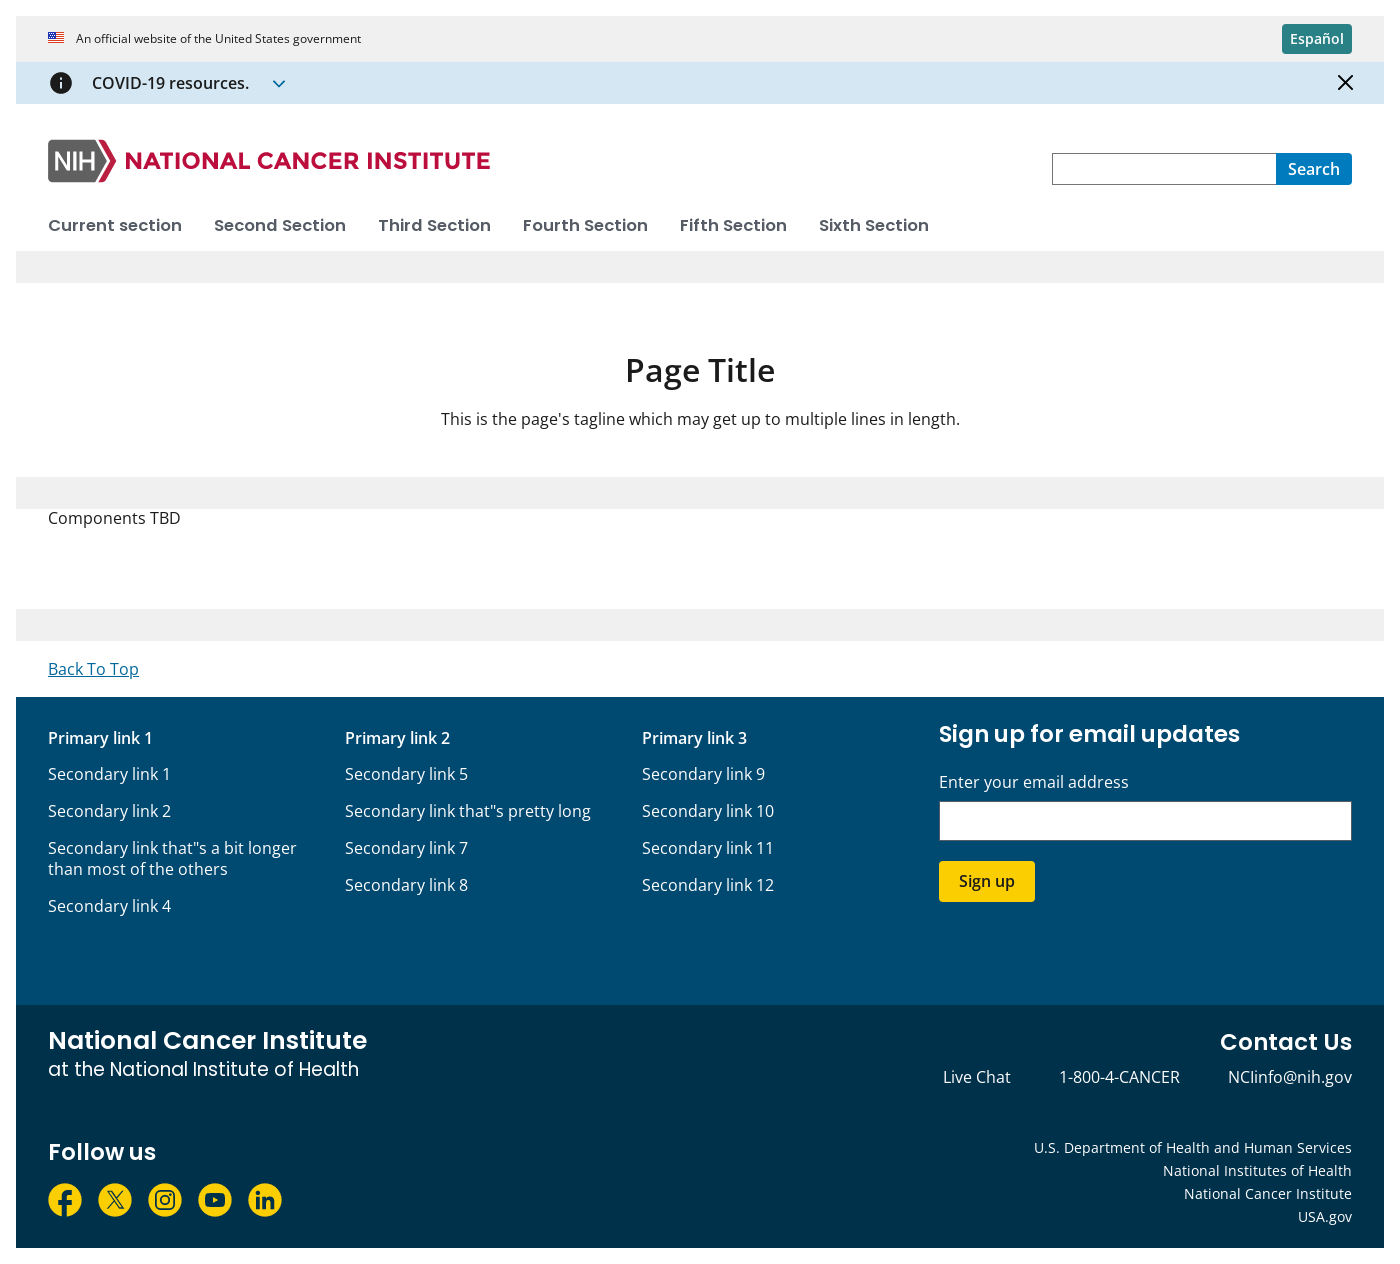 An official website of the United States government
Español
COVID-19 resources.
NIH NATIONAL CANCER INSTITUTE
Search
Current section Second Section Third Section Fourth Section Fifth Section Sixth Section
Page Title
This is the page's tagline which may get up to multiple lines in length.
Components TBD
Back To Top
Primary link 1
Secondary link 1
Secondary link 2
Secondary link that"s a bit longer
than most of the others
Secondary link 4
Primary link 2
Secondary link 5
Secondary link that"s pretty long
Secondary link 7
Secondary link 8
Primary link 3
Secondary link 9
Secondary link 10
Secondary link 11
Secondary link 12
Sign up for email updates
Enter your email address
Sign up
National Cancer Institute
at the National Institute of Health
Contact Us
Live Chat 1-800-4-CANCER NCIinfo@nih.gov
Follow us
U.S. Department of Health and Human Services
National Institutes of Health
National Cancer Institute
USA.gov